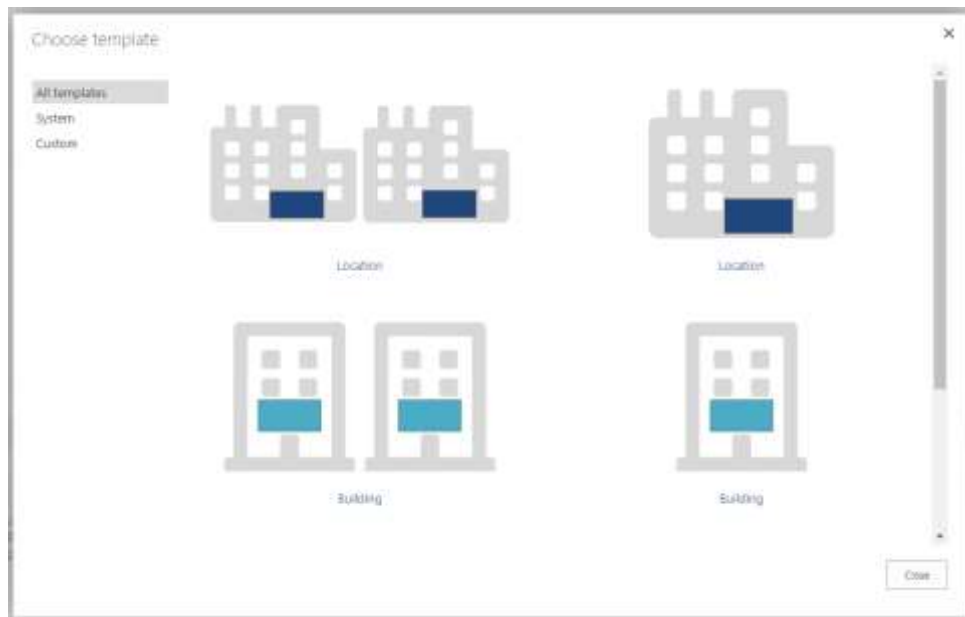 Choose template
All templates
System
Custom
Location
Location
Building
Building
Close